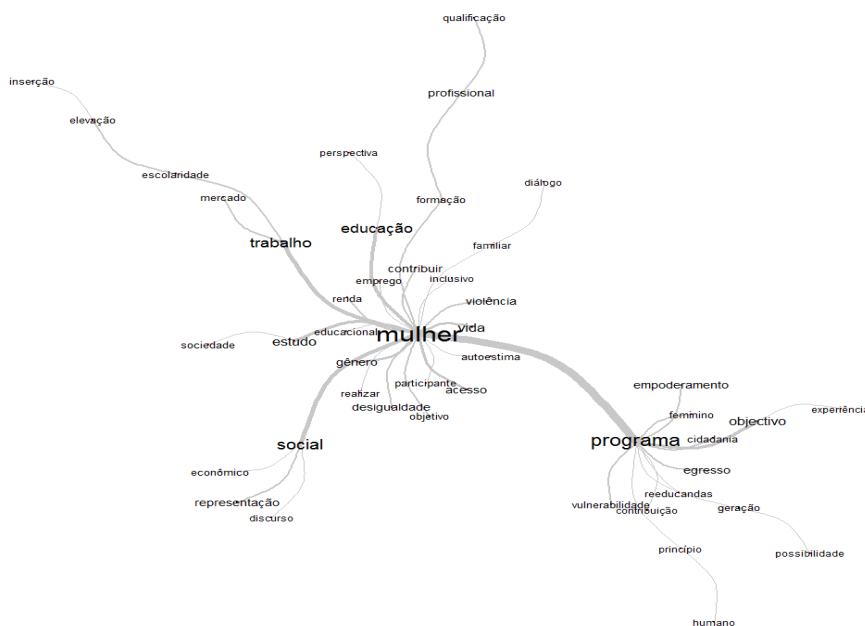 qualificação
inserção
profissional
elevação
perspectiva
escolaridade
diálogo
mercado
formação
educação
trabalho
familiar
contribuir
emprego
inclusivo
renda
violência
vida
educacional
mulher
estudo
sociedade
autoestima
gênero
participante
empoderamento
acesso
realizar
desigualdade
experiência
objetivo
feminino
objectivo
social
programa
cidadania
econômico
egresso
reeducandas
representação
vulnerabilidade
geração
contribuição
discurso
princípio
possibilidade
humano